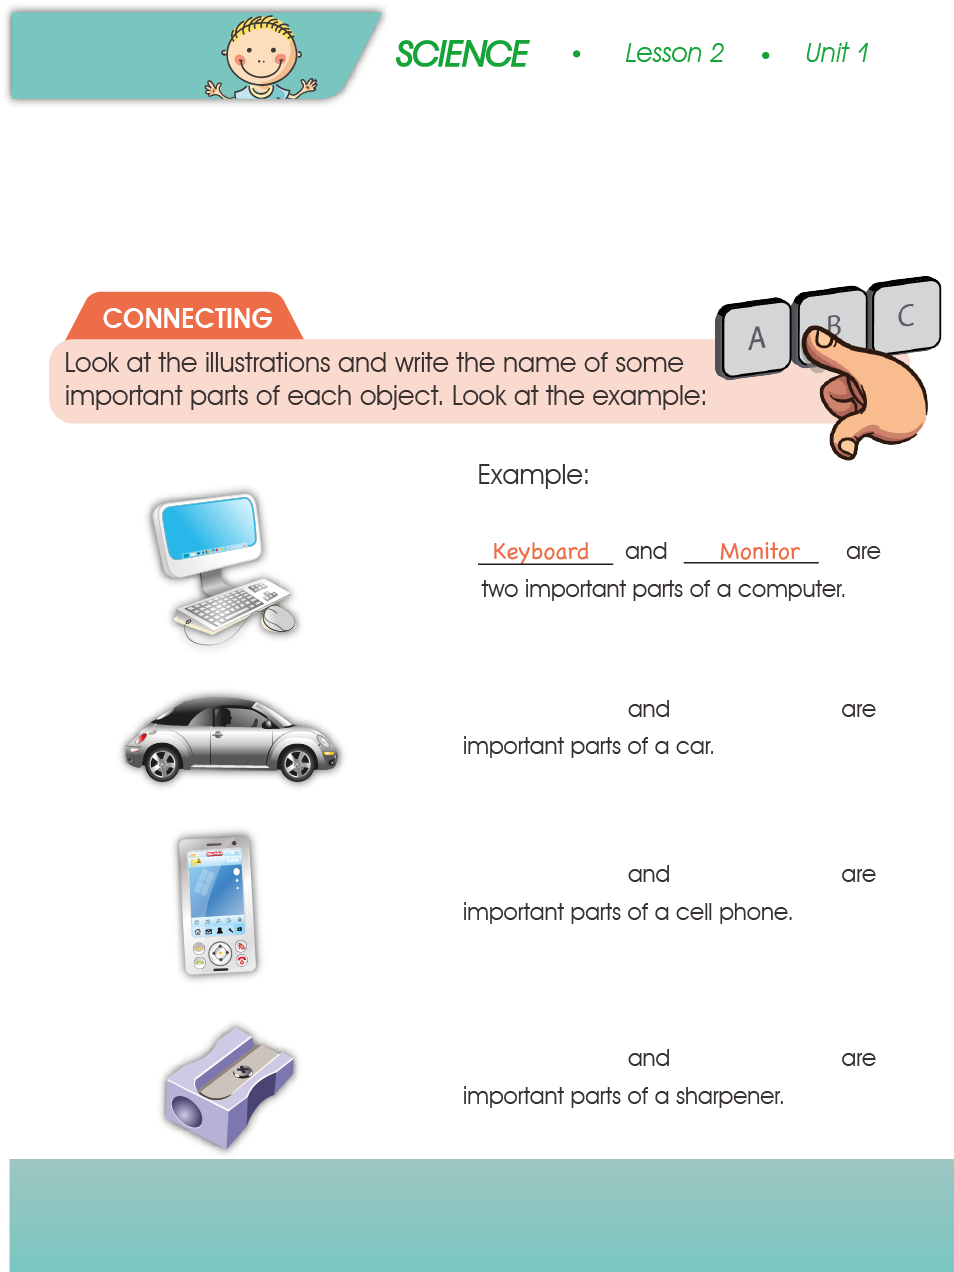 SCIENCE • Lesson 2 • Unit 1
CONNECTING
Look at the illustrations and write the name of some
important parts of each object. Look at the example:
A B C
Example:
Keyboard and Monitor are
two important parts of a computer.
and are
important parts of a car.
and are
important parts of a cell phone.
and are
important parts of a sharpener.